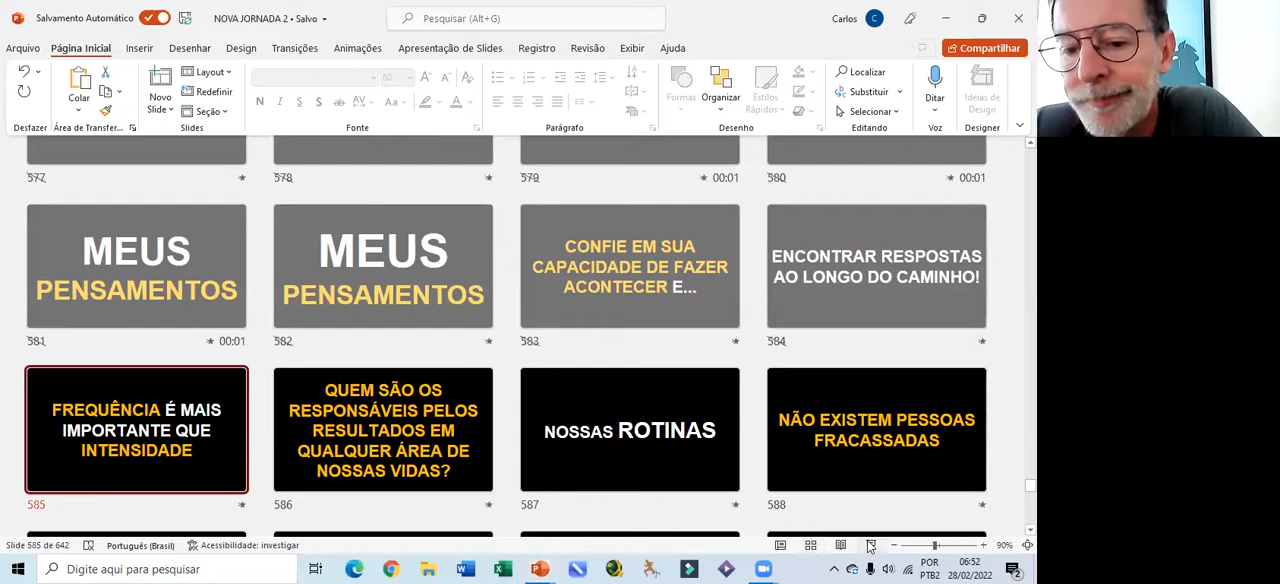 Salvamento Automático
NOVA JORNADA 2 • Salvo
Pesquisar (Alt+G)
Carlos
C
Arquivo
Página Inicial
Inserir
Desenhar
Design
Transições
Animações
Apresentação de Slides
Registro
Revisão
Exibir
Ajuda
Compartilhar
Desfazer
Colar
Área de Transfer...
Novo
Slide
Layout
Redefinir
Seção
Slides
60
N I S S ab AV Aa A
Fonte
Parágrafo
Formas
Organizar
Estilos
Rápidos
Desenho
Localizar
Substituir
Selecionar
Editando
Ditar
Voz
Ideias de
Design
Designer
577
578
579
00:01
580
00:01
MEUS
PENSAMENTOS
581
00:01
MEUS
PENSAMENTOS
582
CONFIE EM SUA
CAPACIDADE DE FAZER
ACONTECER E...
583
ENCONTRAR RESPOSTAS
AO LONGO DO CAMINHO!
584
FREQUÊNCIA É MAIS
IMPORTANTE QUE
INTENSIDADE
585
QUEM SÃO OS
RESPONSÁVEIS PELOS
RESULTADOS EM
QUALQUER ÁREA DE
NOSSAS VIDAS?
586
NOSSAS ROTINAS
587
NÃO EXISTEM PESSOAS
FRACASSADAS
588
Slide 585 de 642
Português (Brasil)
Acessibilidade: investigar
90%
Digite aqui para pesquisar
POR
PTB2
06:52
28/02/2022
2